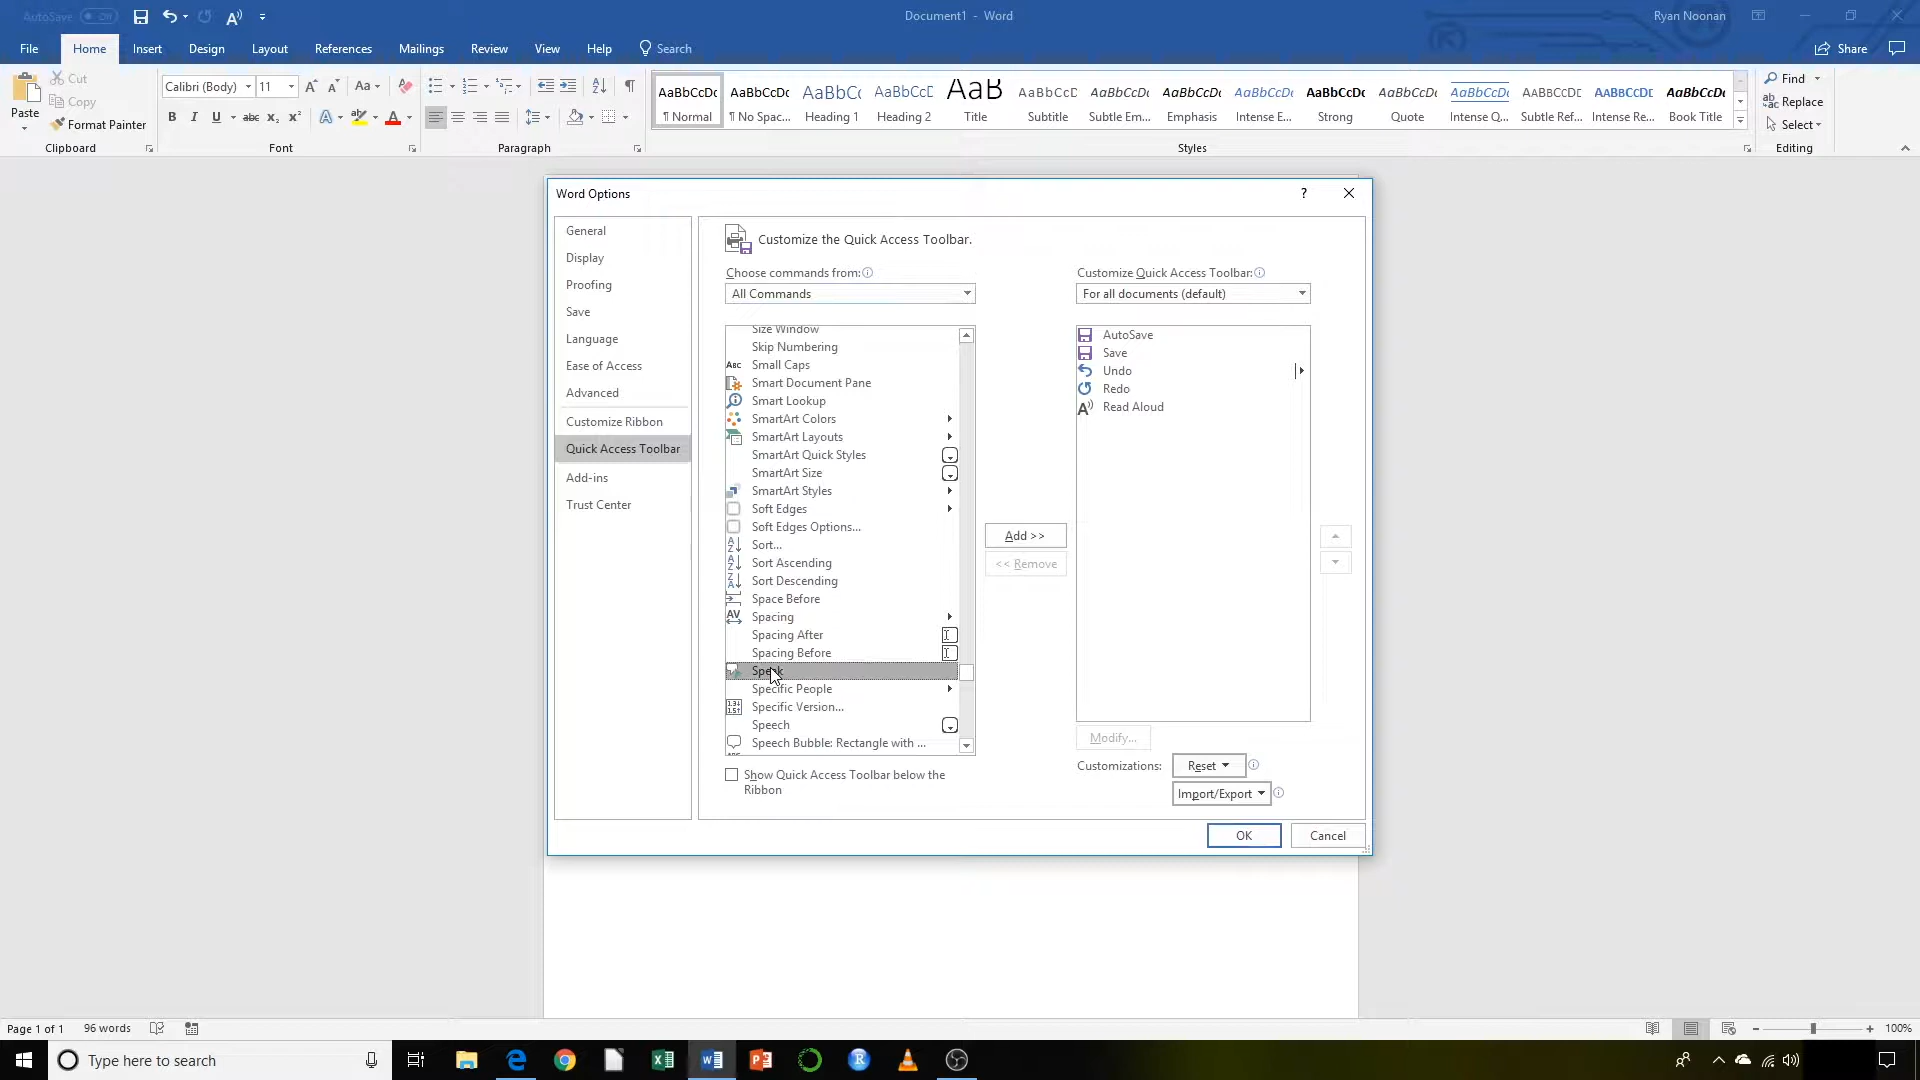 AutoSave Off
Document1 - Word
Ryan Noonan
File Home Insert Design Layout References Mailings Review View Help Search
Share
Paste
Cut
Copy
Format Painter
Clipboard
Calibri (Body) 11
Font
Paragraph
AaBbCcDc AaBbCcDc AaBbCc AaBbCcD AaB AaBbCcD AaBbCcDc AaBbCcDc AaBbCcDc AaBbCcDc AaBbCcDc AaBbCcDc AABBCCDC AABBCCDC AaBbCcDc
¶ Normal ¶ No Spac... Heading 1 Heading 2 Title Subtitle Subtle Em... Emphasis Intense E... Strong Quote Intense Q... Subtle Ref... Intense Re... Book Title
Styles
Find
Replace
Select
Editing
Word Options
General
Display
Proofing
Save
Language
Ease of Access
Advanced
Customize Ribbon
Quick Access Toolbar
Add-ins
Trust Center
Customize the Quick Access Toolbar.
Choose commands from:
All Commands
Size Window
Skip Numbering
Small Caps
Smart Document Pane
Smart Lookup
SmartArt Colors
SmartArt Layouts
SmartArt Quick Styles
SmartArt Size
SmartArt Styles
Soft Edges
Soft Edges Options...
Sort...
Sort Ascending
Sort Descending
Space Before
Spacing
Spacing After
Spacing Before
Speak
Specific People
Specific Version...
Speech
Speech Bubble: Rectangle with ...
Show Quick Access Toolbar below the
Ribbon
Add >>
<< Remove
Customize Quick Access Toolbar:
For all documents (default)
AutoSave
Save
Undo
Redo
Read Aloud
Modify...
Customizations: Reset
Import/Export
OK Cancel
Page 1 of 1 96 words
100%
Type here to search